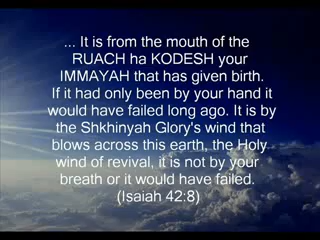 ... It is from the mouth of the
RUACH ha KODESH your
IMMAYAH that has given birth.
If it had only been by your hand it
would have failed long ago. It is by
the Shkhinyah Glory's wind that
blows across this earth, the Holy
wind of revival, it is not by your
breath or it would have failed.
(Isaiah 42:8)